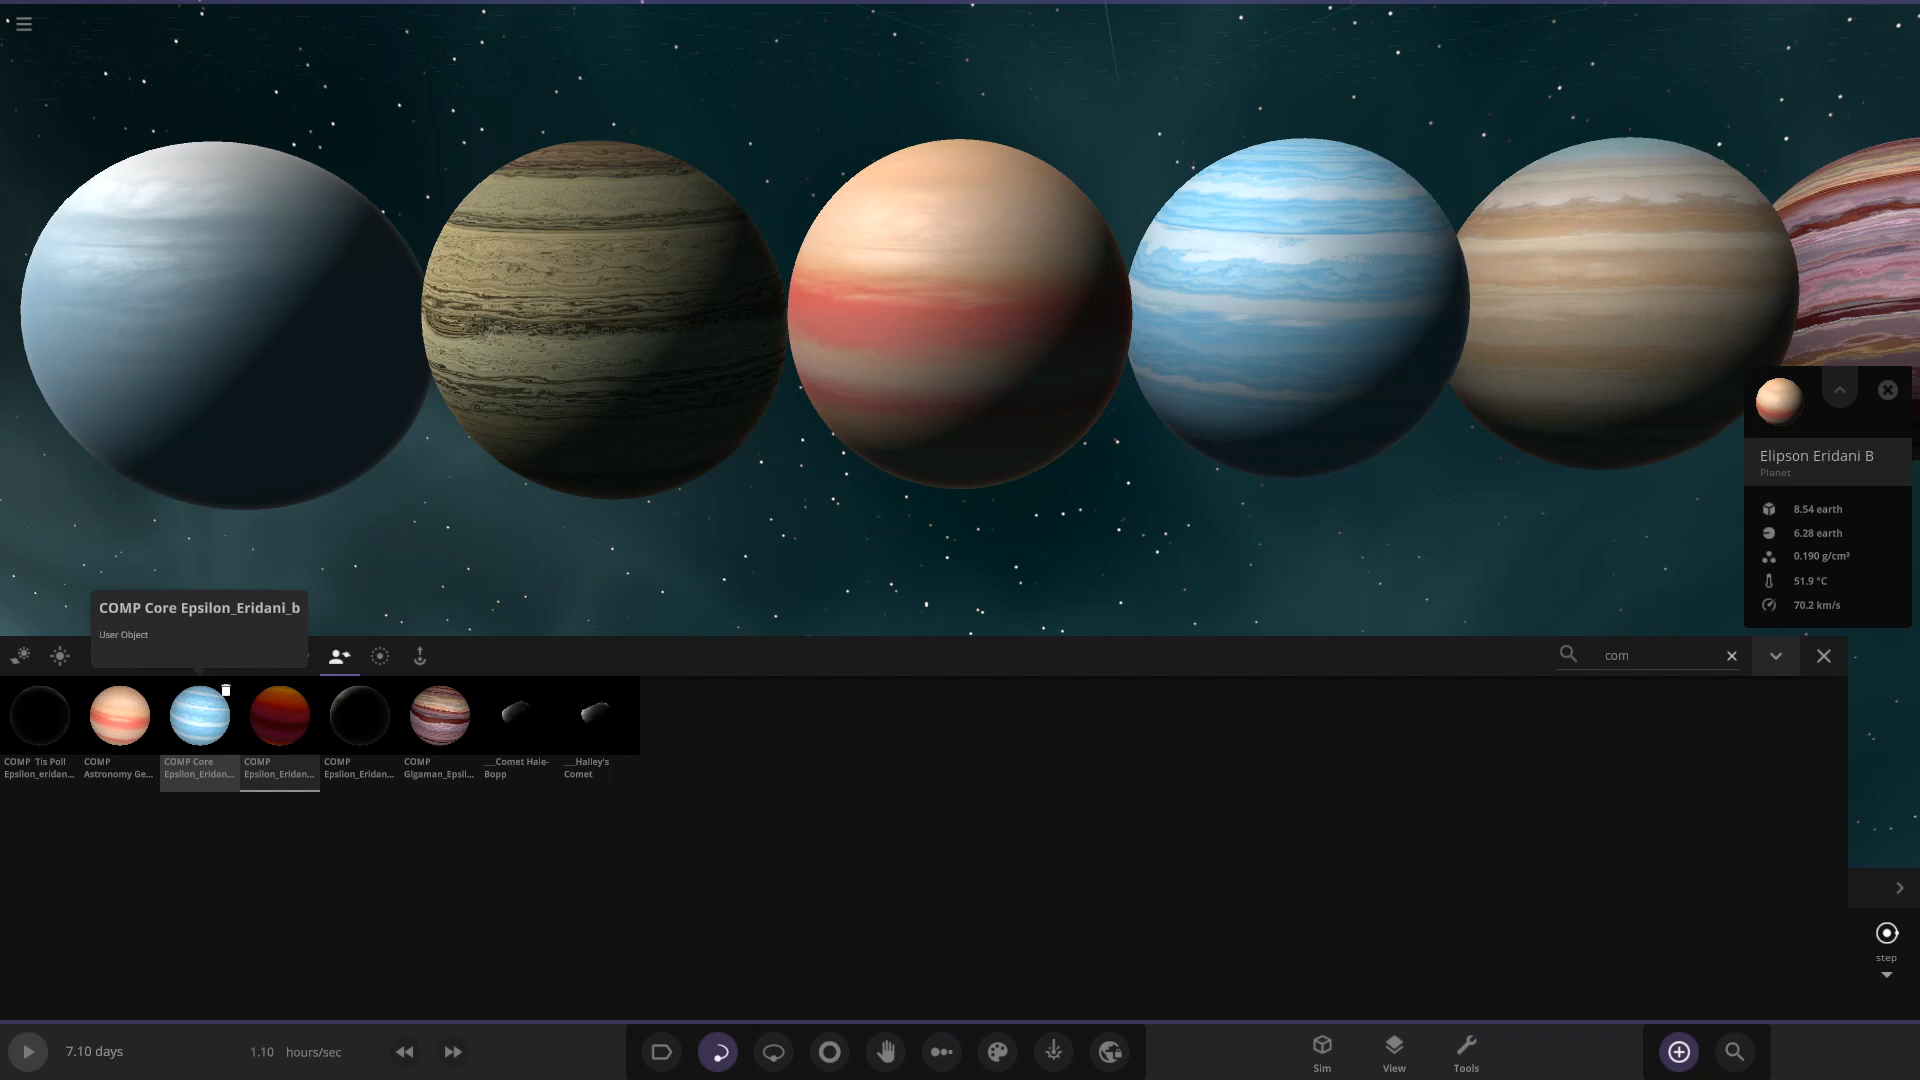 Elipson Eridani B
Planet
8.54 earth
6.28 earth
0.190 g/cm³
51.9 °C
70.2 km/s
COMP Core Epsilon_Eridani_b
User Object
com
COMP Tis Poll
Epsilon_eridan...
COMP
Astronomy Ge...
COMP Core
Epsilon_Eridan...
COMP
Epsilon_Eridan...
COMP
Epsilon_Eridan...
COMP
Gigaman_Epsil...
__Comet Hale-
Bopp
__Halley's
Comet
step
7.10 days
1.10 hours/sec
Sim
View
Tools